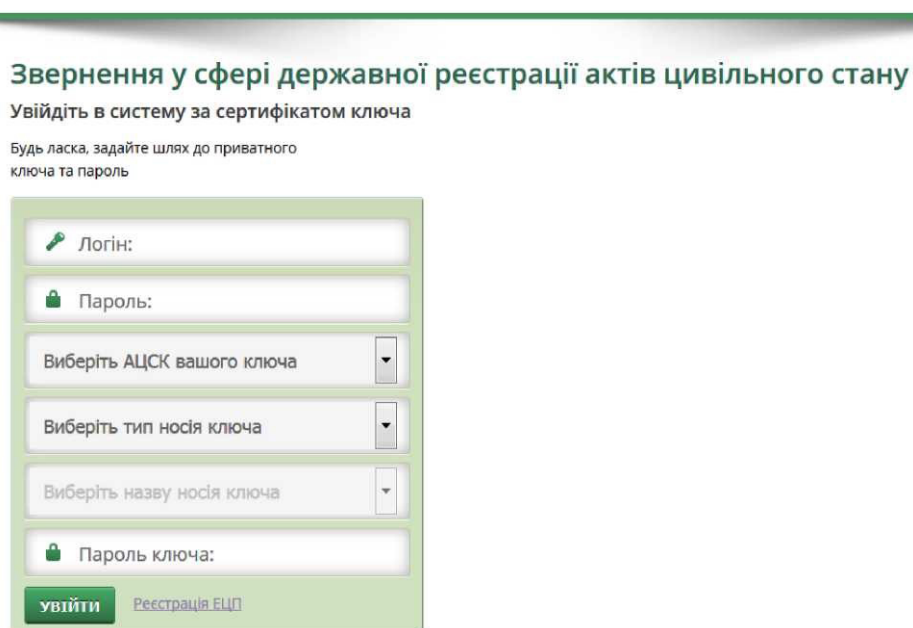 Звернення у сфері державної реєстрації актів цивільного стану
Увійдіть в систему за сертифікатом ключа
Будь ласка, задайте шлях до приватного
ключа та пароль
Логін:
Пароль:
Виберіть АЦСК вашого ключа
Виберіть тип носія ключа
Виберіть назву носія ключа
Пароль ключа:
УВІЙТИ Реєстрація ЕЦП